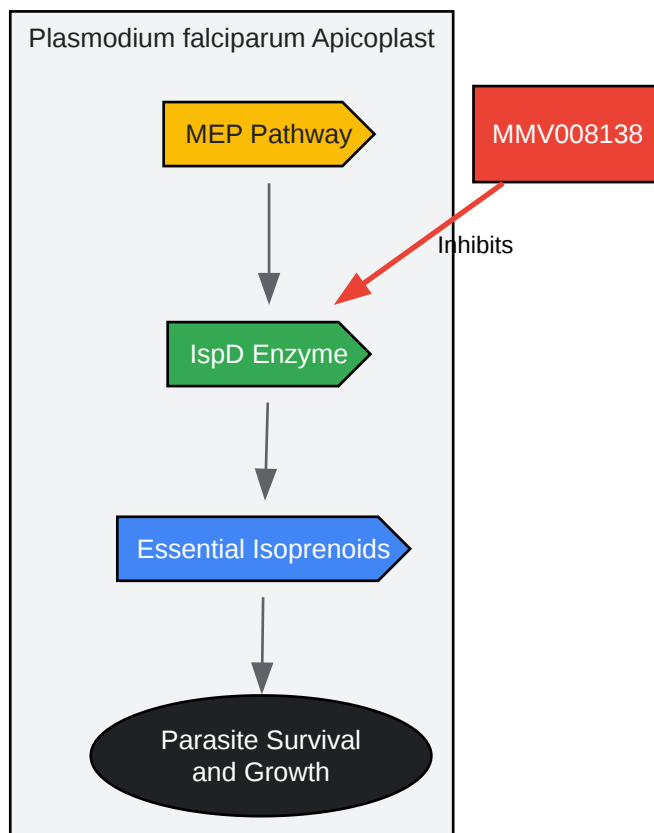 Plasmodium falciparum Apicoplast
MEP Pathway
MMV008138
Inhibits
IspD Enzyme
Essential Isoprenoids
Parasite Survival
and Growth